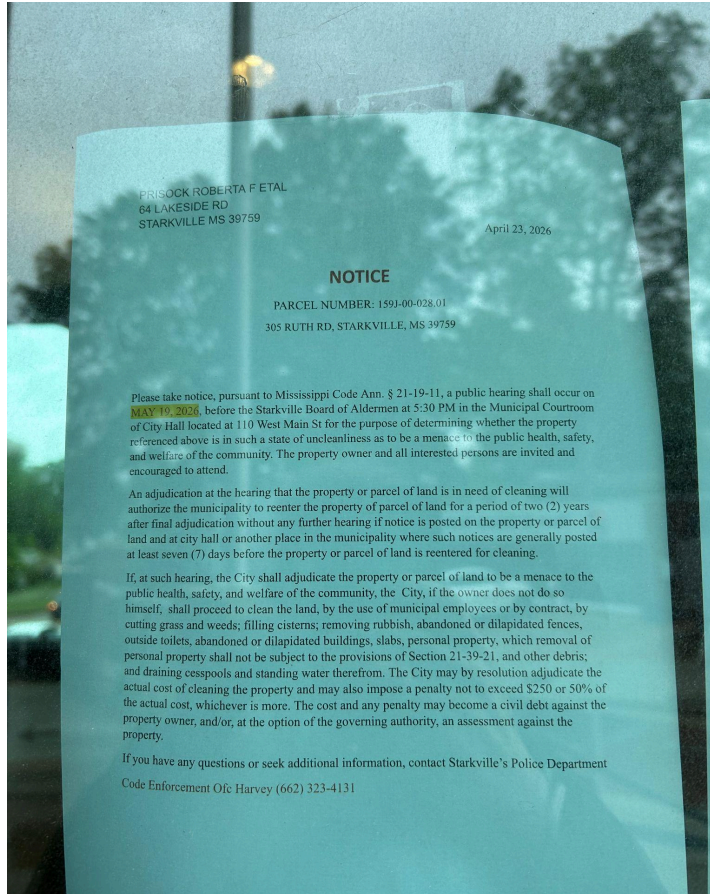 PRISOCK ROBERTA F ETAL
64 LAKESIDE RD
STARKVILLE MS 39759
April 23, 2026
NOTICE
PARCEL NUMBER: 159J-00-028.01
305 RUTH RD, STARKVILLE, MS 39759
Please take notice, pursuant to Mississippi Code Ann. § 21-19-11, a public hearing shall occur on
MAY 19, 2026, before the Starkville Board of Aldermen at 5:30 PM in the Municipal Courtroom
of City Hall located at 110 West Main St for the purpose of determining whether the property
referenced above is in such a state of uncleanliness as to be a menace to the public health, safety,
and welfare of the community. The property owner and all interested persons are invited and
encouraged to attend.
An adjudication at the hearing that the property or parcel of land is in need of cleaning will
authorize the municipality to reenter the property of parcel of land for a period of two (2) years
after final adjudication without any further hearing if notice is posted on the property or parcel of
land and at city hall or another place in the municipality where such notices are generally posted
at least seven (7) days before the property or parcel of land is reentered for cleaning.
If, at such hearing, the City shall adjudicate the property or parcel of land to be a menace to the
public health, safety, and welfare of the community, the City, if the owner does not do so
himself, shall proceed to clean the land, by the use of municipal employees or by contract, by
cutting grass and weeds; filling cisterns; removing rubbish, abandoned or dilapidated fences,
outside toilets, abandoned or dilapidated buildings, slabs, personal property, which removal of
personal property shall not be subject to the provisions of Section 21-39-21, and other debris;
and draining cesspools and standing water therefrom. The City may by resolution adjudicate the
actual cost of cleaning the property and may also impose a penalty not to exceed $250 or 50% of
the actual cost, whichever is more. The cost and any penalty may become a civil debt against the
property owner, and/or, at the option of the governing authority, an assessment against the
property.
If you have any questions or seek additional information, contact Starkville's Police Department
Code Enforcement Ofc Harvey (662) 323-4131